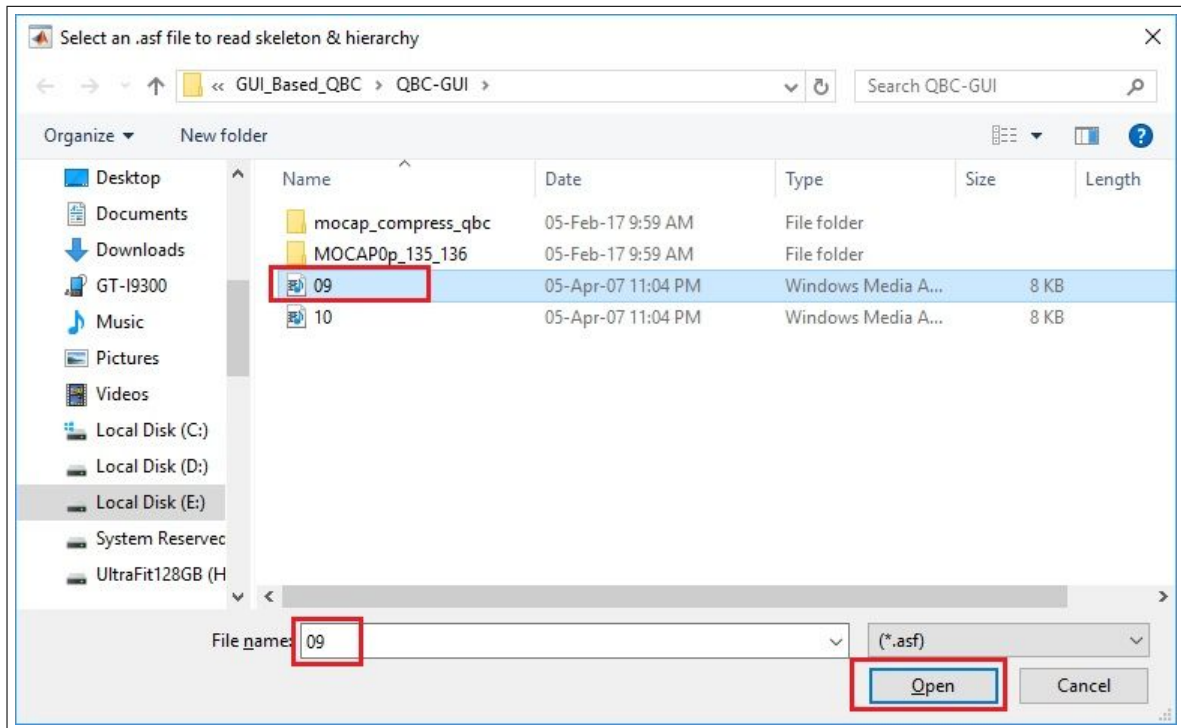 Select an .asf file to read skeleton & hierarchy
« GUI_Based_QBC > QBC-GUI >
Search QBC-GUI
Organize
New folder
Name Date Type Size Length
Desktop
Documents
Downloads
GT-I9300
Music
Pictures
Videos
Local Disk (C:)
Local Disk (D:)
Local Disk (E:)
System Reserved
UltraFit128GB (H
mocap_compress_qbc 05-Feb-17 9:59 AM File folder
MOCAP0p_135_136 05-Feb-17 9:59 AM File folder
09 05-Apr-07 11:04 PM Windows Media A... 8 KB
10 05-Apr-07 11:04 PM Windows Media A... 8 KB
File name: 09
(*.asf)
Open Cancel